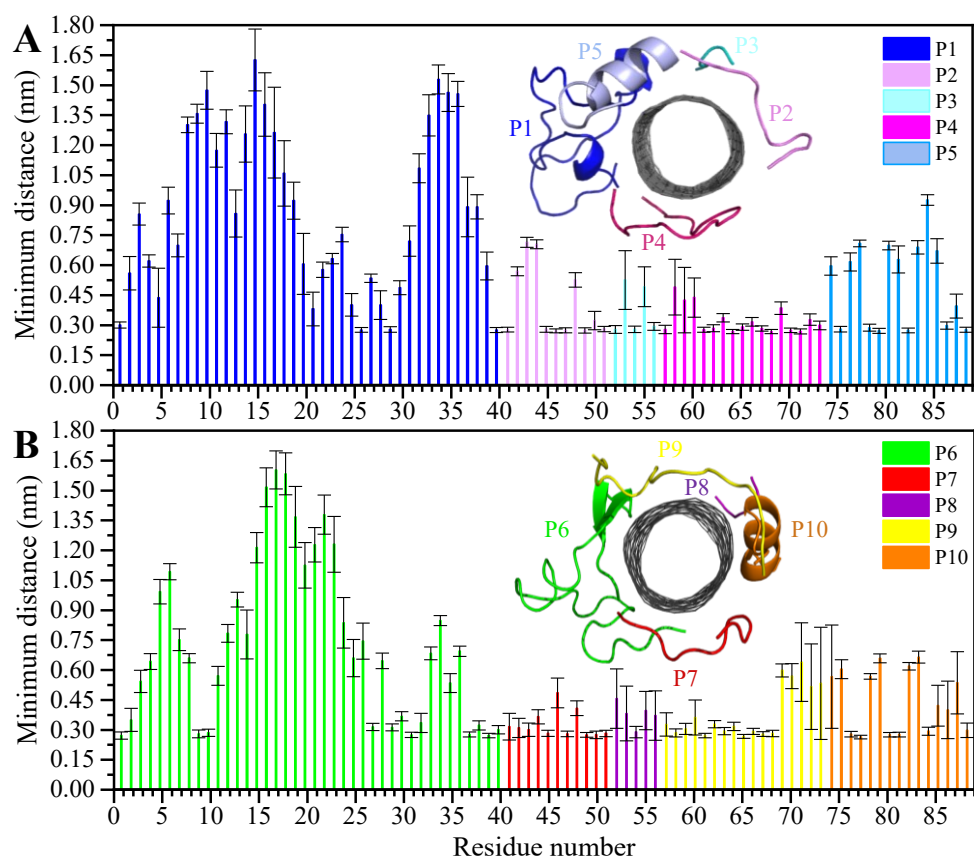 A
Minimum distance (nm)
1.80
1.65
1.50
1.35
1.20
1.05
0.90
0.75
0.60
0.45
0.30
0.15
0.00
0 5 10 15 20 25 30 35 40 45 50 55 60 65 70 75 80 85
P5
P3
P1
P2
P4
P1
P2
P3
P4
P5
B
Minimum distance (nm)
1.80
1.65
1.50
1.35
1.20
1.05
0.90
0.75
0.60
0.45
0.30
0.15
0.00
0 5 10 15 20 25 30 35 40 45 50 55 60 65 70 75 80 85
P9
P8
P6
P10
P7
P6
P7
P8
P9
P10
Residue number